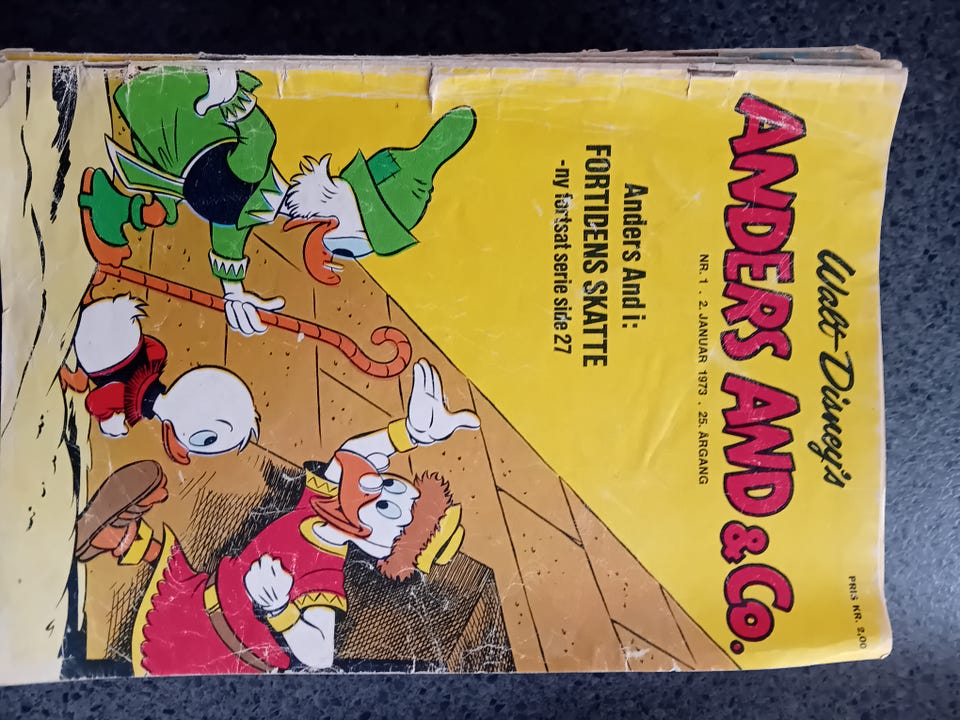 Walt Disney's
PRIS KR. 2,00
ANDERS AND & Co.
NR. 1 . 2. JANUAR 1973 . 25. ÅRGANG
Anders And i:
FORTIDENS SKATTE
-ny fortsat serie side 27